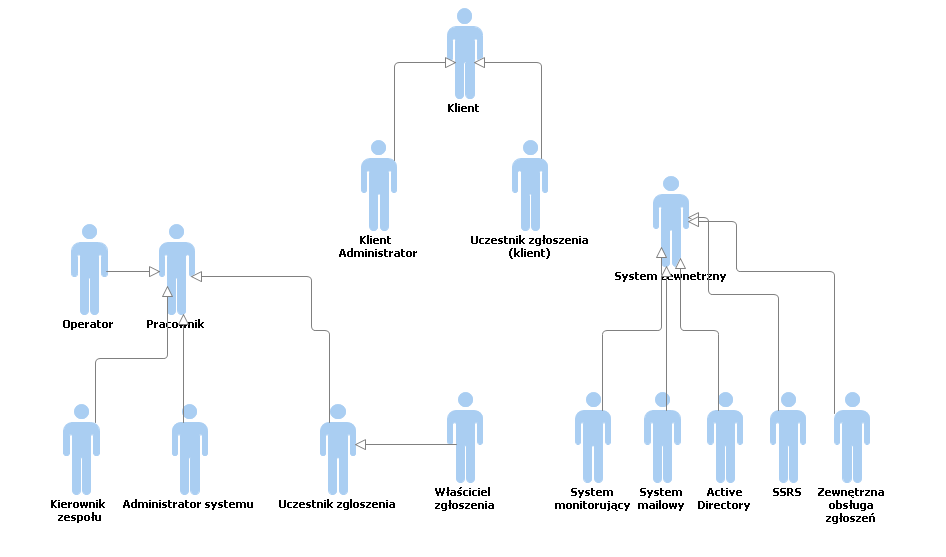 Klient
Klient
Administrator
Uczestnik zgłoszenia
(klient)
System zewnetrzny
Operator
Pracownik
Kierownik
zespołu
Administrator systemu
Uczestnik zgloszenia
Właściciel
zgłoszenia
System
monitorujący
System
mailowy
Active
Directory
SSRS
Zewnętrzna
obsługa
zgłoszeń